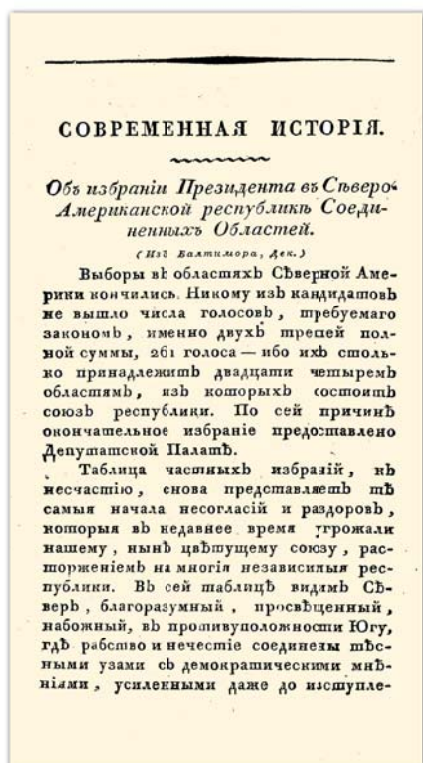 СОВРЕМЕННАЯ ИСТОРІЯ.
Объ избраніи Президента въ Сѣверо-
Американской республикѣ Соеди-
ненныхъ Областей.
(Изъ Балтимора, Дек.)
Выборы въ областяхъ Сѣверной Аме-
рики кончились. Никому изъ кандидатовъ
не вышло числа голосовъ, требуемаго
закономъ, именно двухъ третей пол-
ной суммы, 261 голоса — ибо ихъ столь-
ко принадлежитъ двадцати четыремъ
областямъ, изъ которыхъ состоитъ
союзъ республики. По сей причинѣ
окончательное избраніе предоставлено
Депутатской Палатѣ.
Таблица частныхъ избраній, къ
несчастію, снова представляетъ тѣ
самыя начала несогласій и раздоровъ,
которыя въ недавнее время угрожали
нашему, нынѣ цвѣтущему союзу, рас-
торженіемъ на многія независимыя рес-
публики. Въ сей таблицѣ видимъ Сѣ-
веръ, благоразумный, просвѣщенный,
набожный, въ противуположности Югу,
гдѣ рабство и нечестіе соединены тѣс-
ными узами съ демократическими мнѣ-
ніями, усиленными даже до изступле-